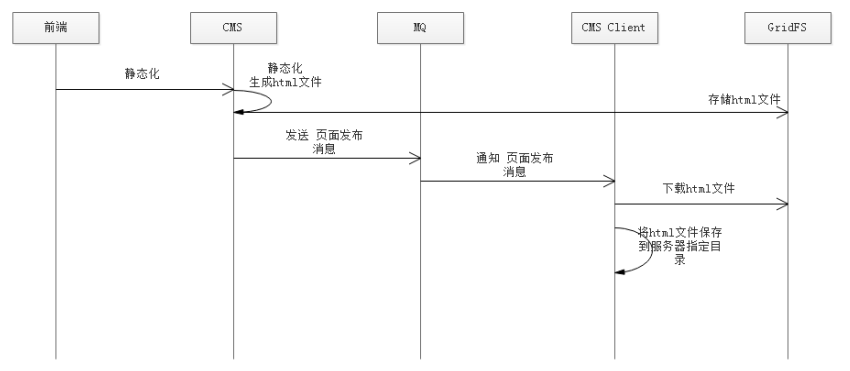 前端
CMS
MQ
CMS Client
GridFS
静态化
静态化
生成html文件
存储html文件
发送 页面发布
消息
通知 页面发布
消息
下载html文件
将html文件保存
到服务器指定目
录